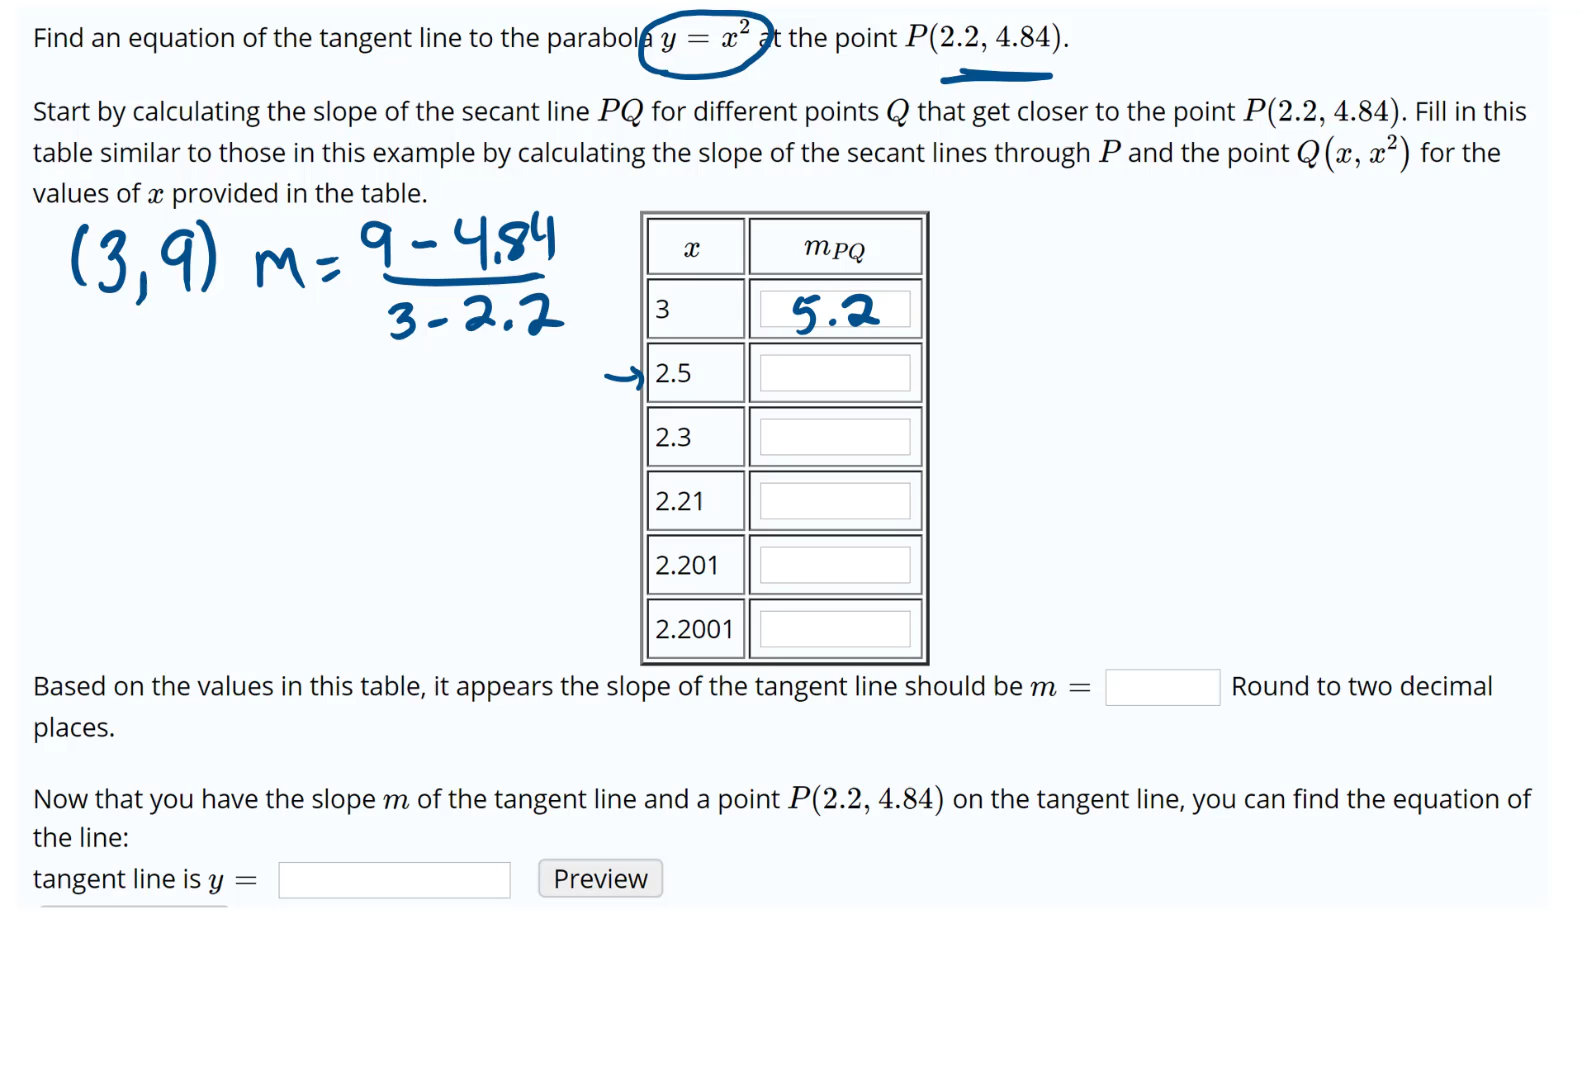 Find an equation of the tangent line to the parabola y = x² at the point P(2.2, 4.84).
Start by calculating the slope of the secant line PQ for different points Q that get closer to the point P(2.2, 4.84). Fill in this
table similar to those in this example by calculating the slope of the secant lines through P and the point Q(x, x²) for the
values of x provided in the table.
(3,9) m = 9 - 4.84 / 3 - 2.2
x m_PQ
3 5.2
→ 2.5
2.3
2.21
2.201
2.2001
Based on the values in this table, it appears the slope of the tangent line should be m = Round to two decimal
places.
Now that you have the slope m of the tangent line and a point P(2.2, 4.84) on the tangent line, you can find the equation of
the line:
tangent line is y = Preview